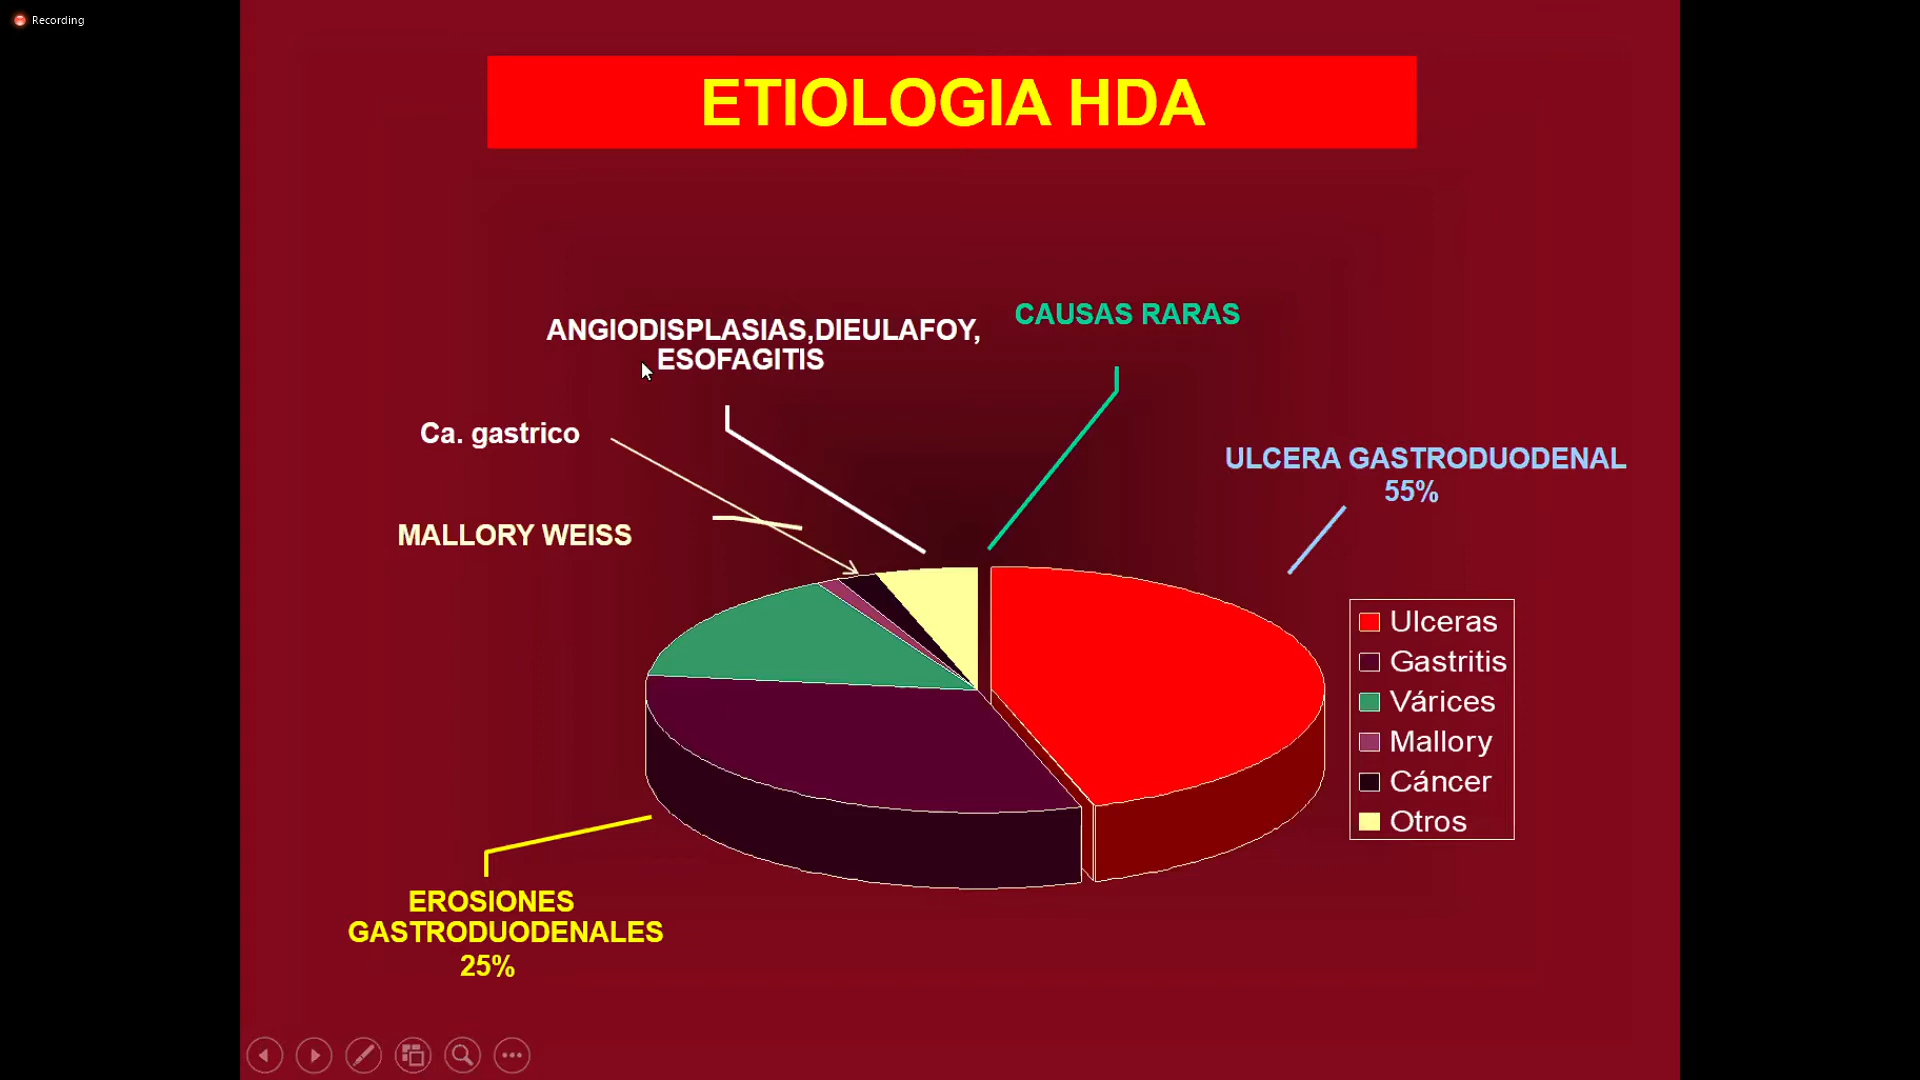 Recording
ETIOLOGIA HDA
CAUSAS RARAS
ANGIODISPLASIAS,DIEULAFOY,
ESOFAGITIS
Ca. gastrico
ULCERA GASTRODUODENAL
55%
MALLORY WEISS
Ulceras
Gastritis
Várices
Mallory
Cáncer
Otros
EROSIONES
GASTRODUODENALES
25%